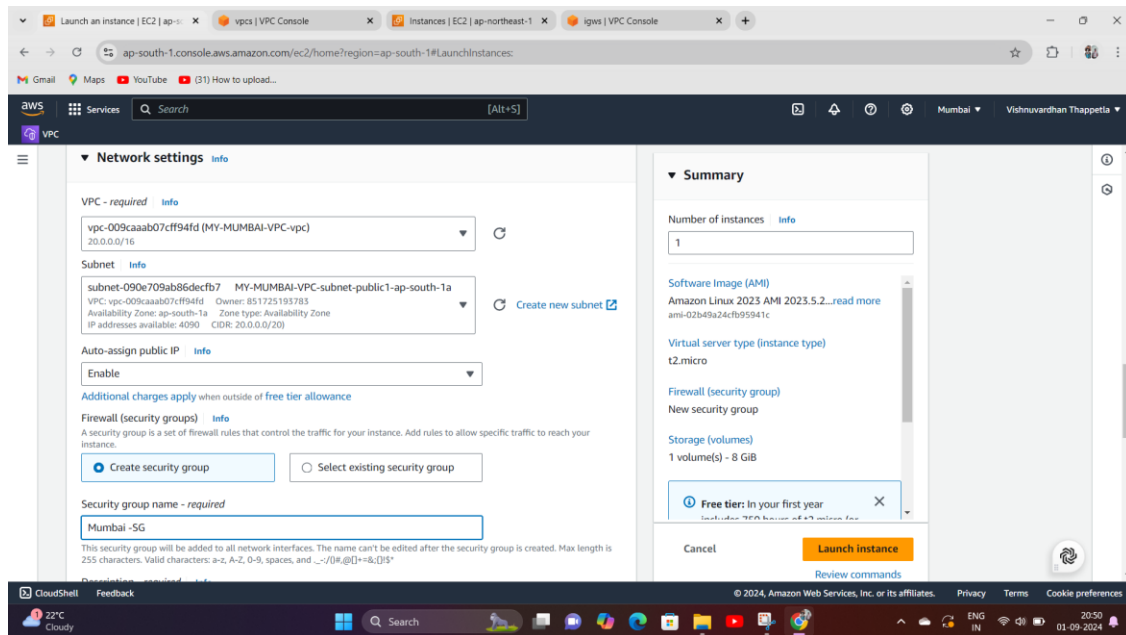 Launch an instance | EC2 | ap-s
vpcs | VPC Console
Instances | EC2 | ap-northeast-1
igws | VPC Console
ap-south-1.console.aws.amazon.com/ec2/home?region=ap-south-1#LaunchInstances:
Gmail Maps YouTube (31) How to upload...
aws Services Search [Alt+S] Mumbai Vishnuvardhan Thappetla
VPC
Network settings Info
VPC - required Info
vpc-009caaab07cff94fd (MY-MUMBAI-VPC-vpc)
20.0.0.0/16
Subnet Info
subnet-090e709ab86decfb7 MY-MUMBAI-VPC-subnet-public1-ap-south-1a
VPC: vpc-009caaab07cff94fd Owner: 851725193783
Availability Zone: ap-south-1a Zone type: Availability Zone
IP addresses available: 4090 CIDR: 20.0.0.0/20)
Create new subnet
Auto-assign public IP Info
Enable
Additional charges apply when outside of free tier allowance
Firewall (security groups) Info
A security group is a set of firewall rules that control the traffic for your instance. Add rules to allow specific traffic to reach your
instance.
Create security group
Select existing security group
Security group name - required
Mumbai -SG
This security group will be added to all network interfaces. The name can't be edited after the security group is created. Max length is
255 characters. Valid characters: a-z, A-Z, 0-9, spaces, and ._-:/()#,@[]+=&;{}!$*
Description - required Info
Summary
Number of instances Info
1
Software Image (AMI)
Amazon Linux 2023 AMI 2023.5.2...read more
ami-02b49a24cfb95941c
Virtual server type (instance type)
t2.micro
Firewall (security group)
New security group
Storage (volumes)
1 volume(s) - 8 GiB
Free tier: In your first year
includes 750 hours of t2.micro (or
Cancel
Launch instance
Review commands
CloudShell Feedback
© 2024, Amazon Web Services, Inc. or its affiliates. Privacy Terms Cookie preferences
1
22°C
Cloudy
Search
ENG
IN
20:50
01-09-2024